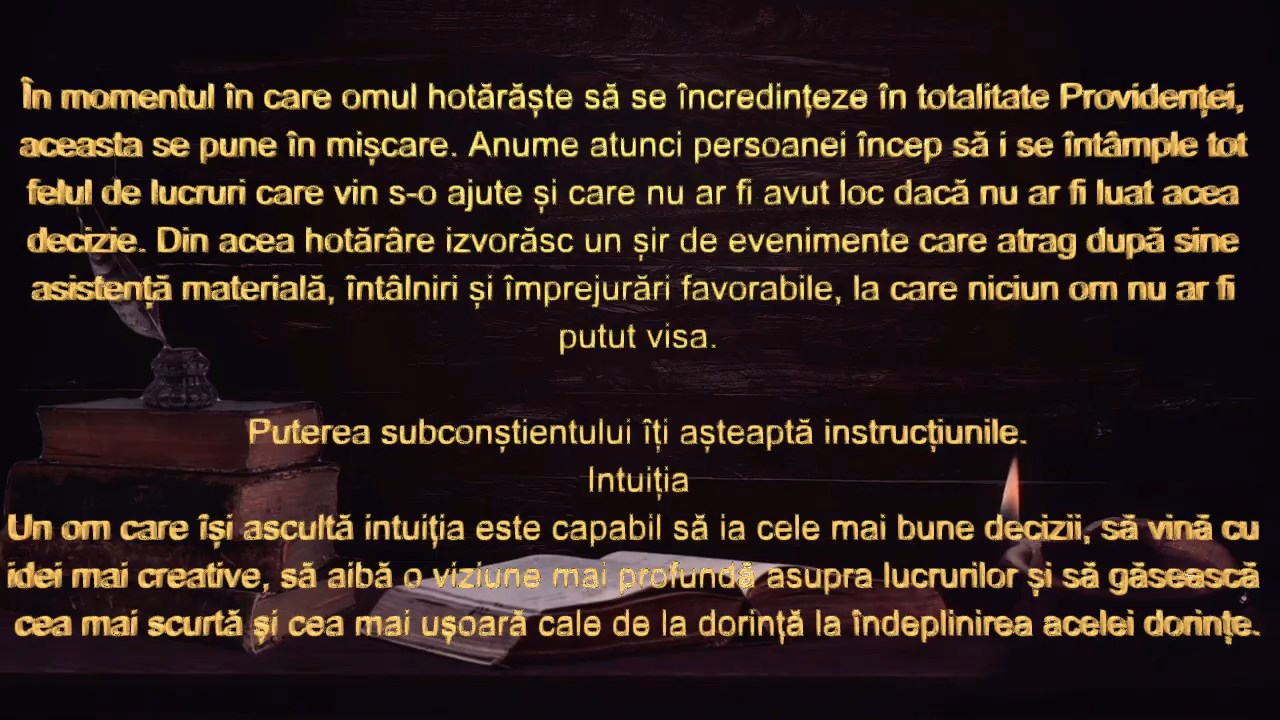 În momentul în care omul hotărăște să se încredințeze în totalitate Providenței,
aceasta se pune în mișcare. Anume atunci persoanei încep să i se întâmple tot
felul de lucruri care vin s-o ajute și care nu ar fi avut loc dacă nu ar fi luat acea
decizie. Din acea hotărâre izvorăsc un șir de evenimente care atrag după sine
asistență materială, întâlniri și împrejurări favorabile, la care niciun om nu ar fi
putut visa.
Puterea subconștientului îți așteaptă instrucțiunile.
Intuiția
Un om care își ascultă intuiția este capabil să ia cele mai bune decizii, să vină cu
idei mai creative, să aibă o viziune mai profundă asupra lucrurilor și să găsească
cea mai scurtă și cea mai ușoară cale de la dorință la îndeplinirea acelei dorințe.